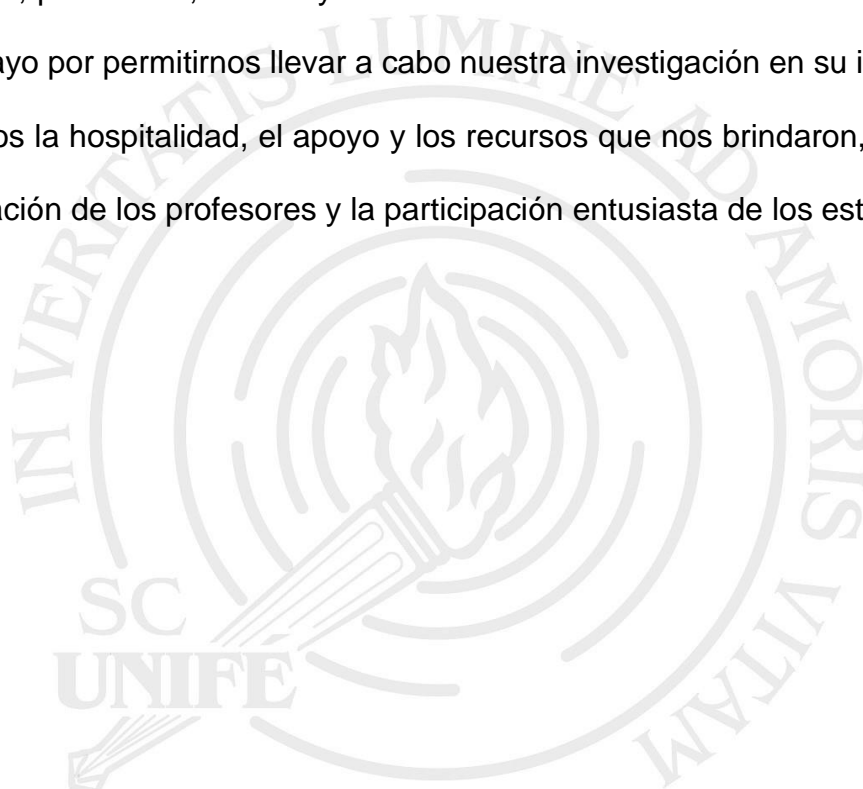 ayo por permitirnos llevar a cabo nuestra investigación en su i
os la hospitalidad, el apoyo y los recursos que nos brindaron,
ación de los profesores y la participación entusiasta de los est
IN VERITATIS LUMINE AD AMORIS VITAM
SC
UNIFÉ